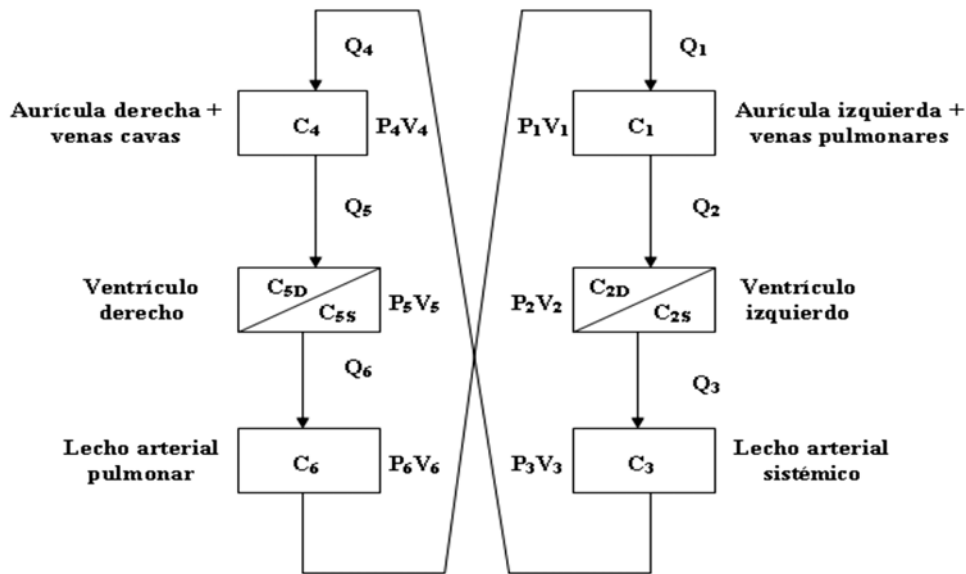 Q₄
Q₁
Aurícula derecha +
venas cavas
C₄
P₄V₄
P₁V₁
C₁
Aurícula izquierda +
venas pulmonares
Q₅
Q₂
Ventrículo
derecho
C₅D
C₅S
P₅V₅
P₂V₂
C₂D
C₂S
Ventrículo
izquierdo
Q₆
Q₃
Lecho arterial
pulmonar
C₆
P₆V₆
P₃V₃
C₃
Lecho arterial
sistémico